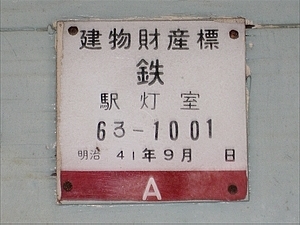 建物財産標
鉄
駅灯室
63-1001
明治 41年9月 日
A